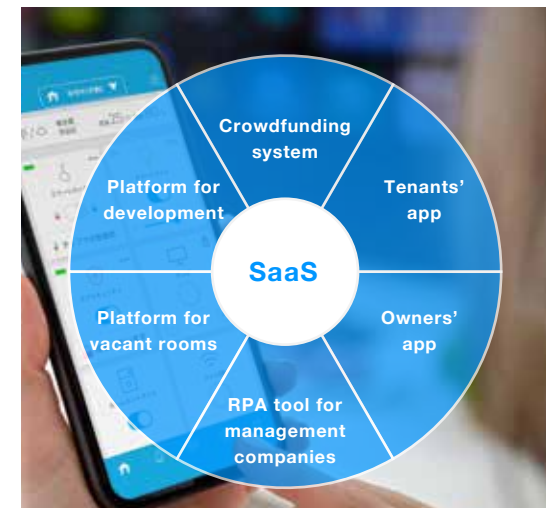 Crowdfunding
system
Tenants’
app
Owners’
app
RPA tool for
management
companies
Platform for
vacant rooms
Platform for
development
SaaS